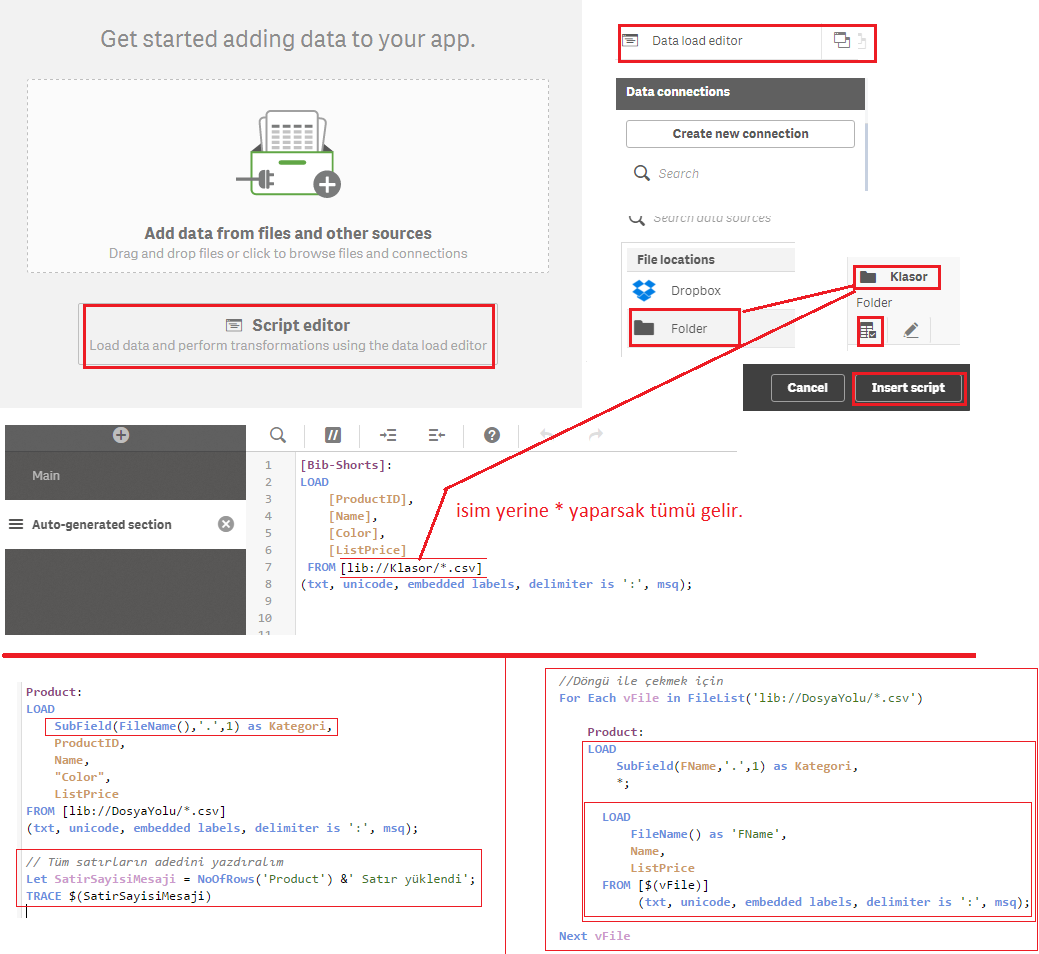 Get started adding data to your app.
Add data from files and other sources
Drag and drop files or click to browse files and connections
Script editor
Load data and perform transformations using the data load editor
Data load editor
Data connections
Create new connection
Search
Search data sources
File locations
Dropbox
Folder
Klasor
Folder
Cancel
Insert script
Main
Auto-generated section
//
?
1 [Bib-Shorts]:
2 LOAD
3 [ProductID],
4 [Name],
5 [Color],
6 [ListPrice]
7 FROM [lib://Klasor/*.csv]
8 (txt, unicode, embedded labels, delimiter is ':', msq);
9
10
11
isim yerine * yaparsak tümü gelir.
Product:
LOAD
SubField(FileName(),'.',1) as Kategori,
ProductID,
Name,
"Color",
ListPrice
FROM [lib://DosyaYolu/*.csv]
(txt, unicode, embedded labels, delimiter is ':', msq);
// Tüm satırların adedini yazdıralım
Let SatirSayisiMesaji = NoOfRows('Product') &' Satır yüklendi';
TRACE $(SatirSayisiMesaji)
//Döngü ile çekmek için
For Each vFile in FileList('lib://DosyaYolu/*.csv')
Product:
LOAD
SubField(FName,'.',1) as Kategori,
*;
LOAD
FileName() as 'FName',
Name,
ListPrice
FROM [$(vFile)]
(txt, unicode, embedded labels, delimiter is ':', msq);
Next vFile